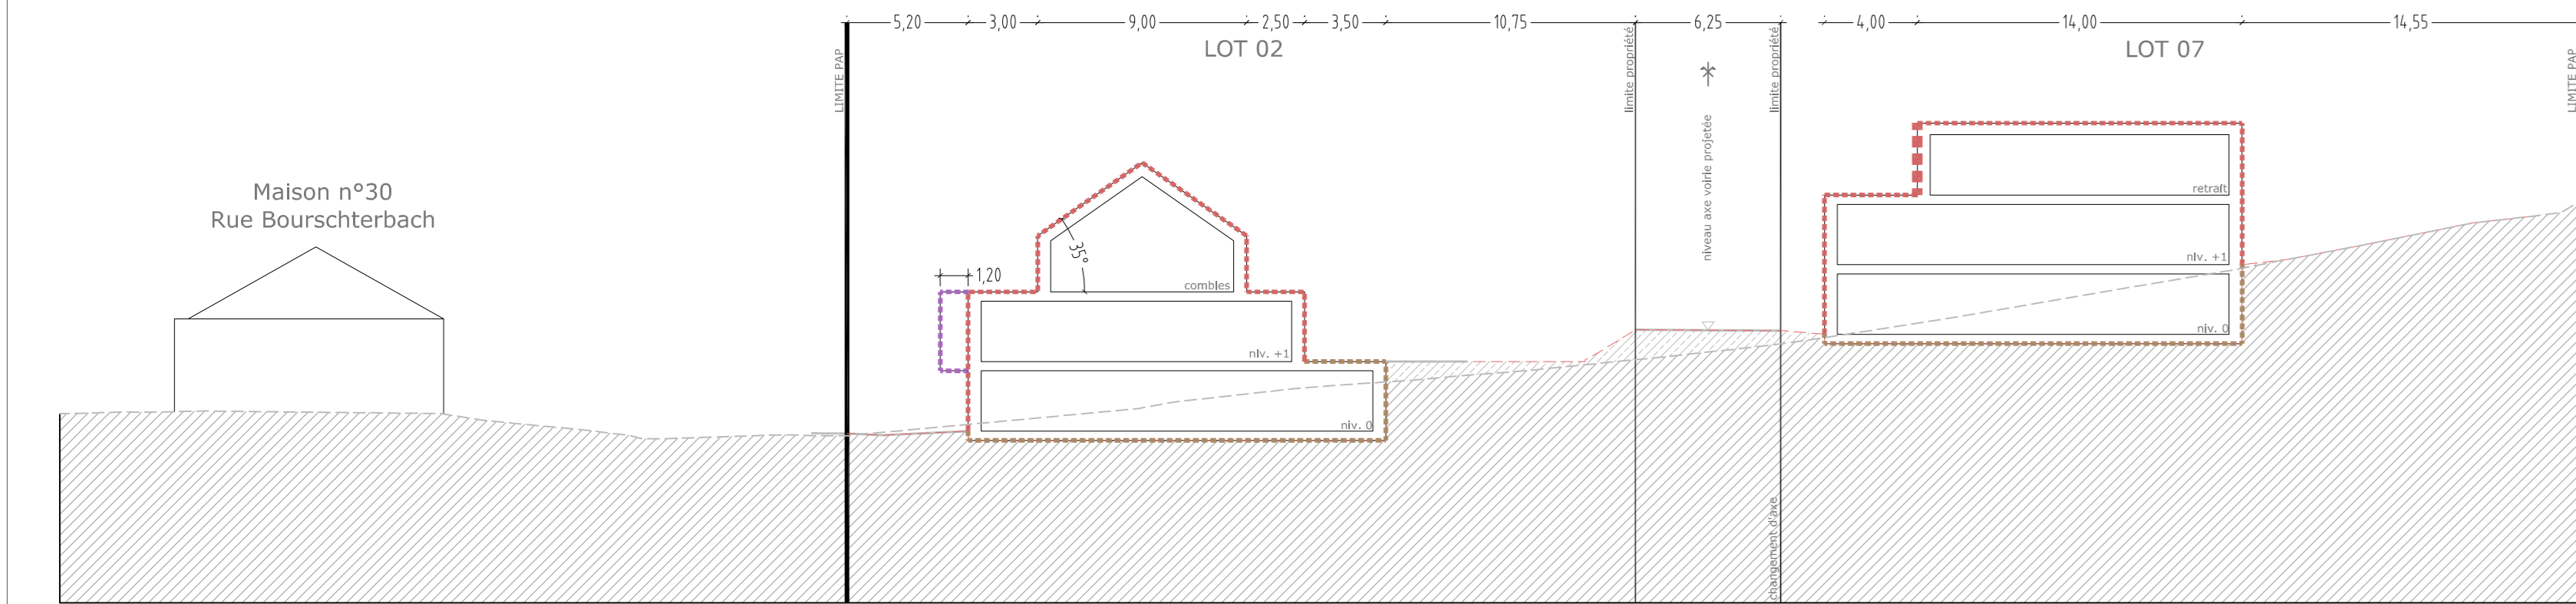 5,20
3,00
9,00
2,50
3,50
10,75
6,25
4,00
14,00
14,55
LOT 02
LOT 07
LIMITE PAP
limite propriété
limite propriété
LIMITE PAP
niveau axe voirie projetée
Maison n°30
Rue Bourschterbach
35°
1,20
combles
niv. +1
niv. 0
retrait
niv. +1
niv. 0
changement d'axe